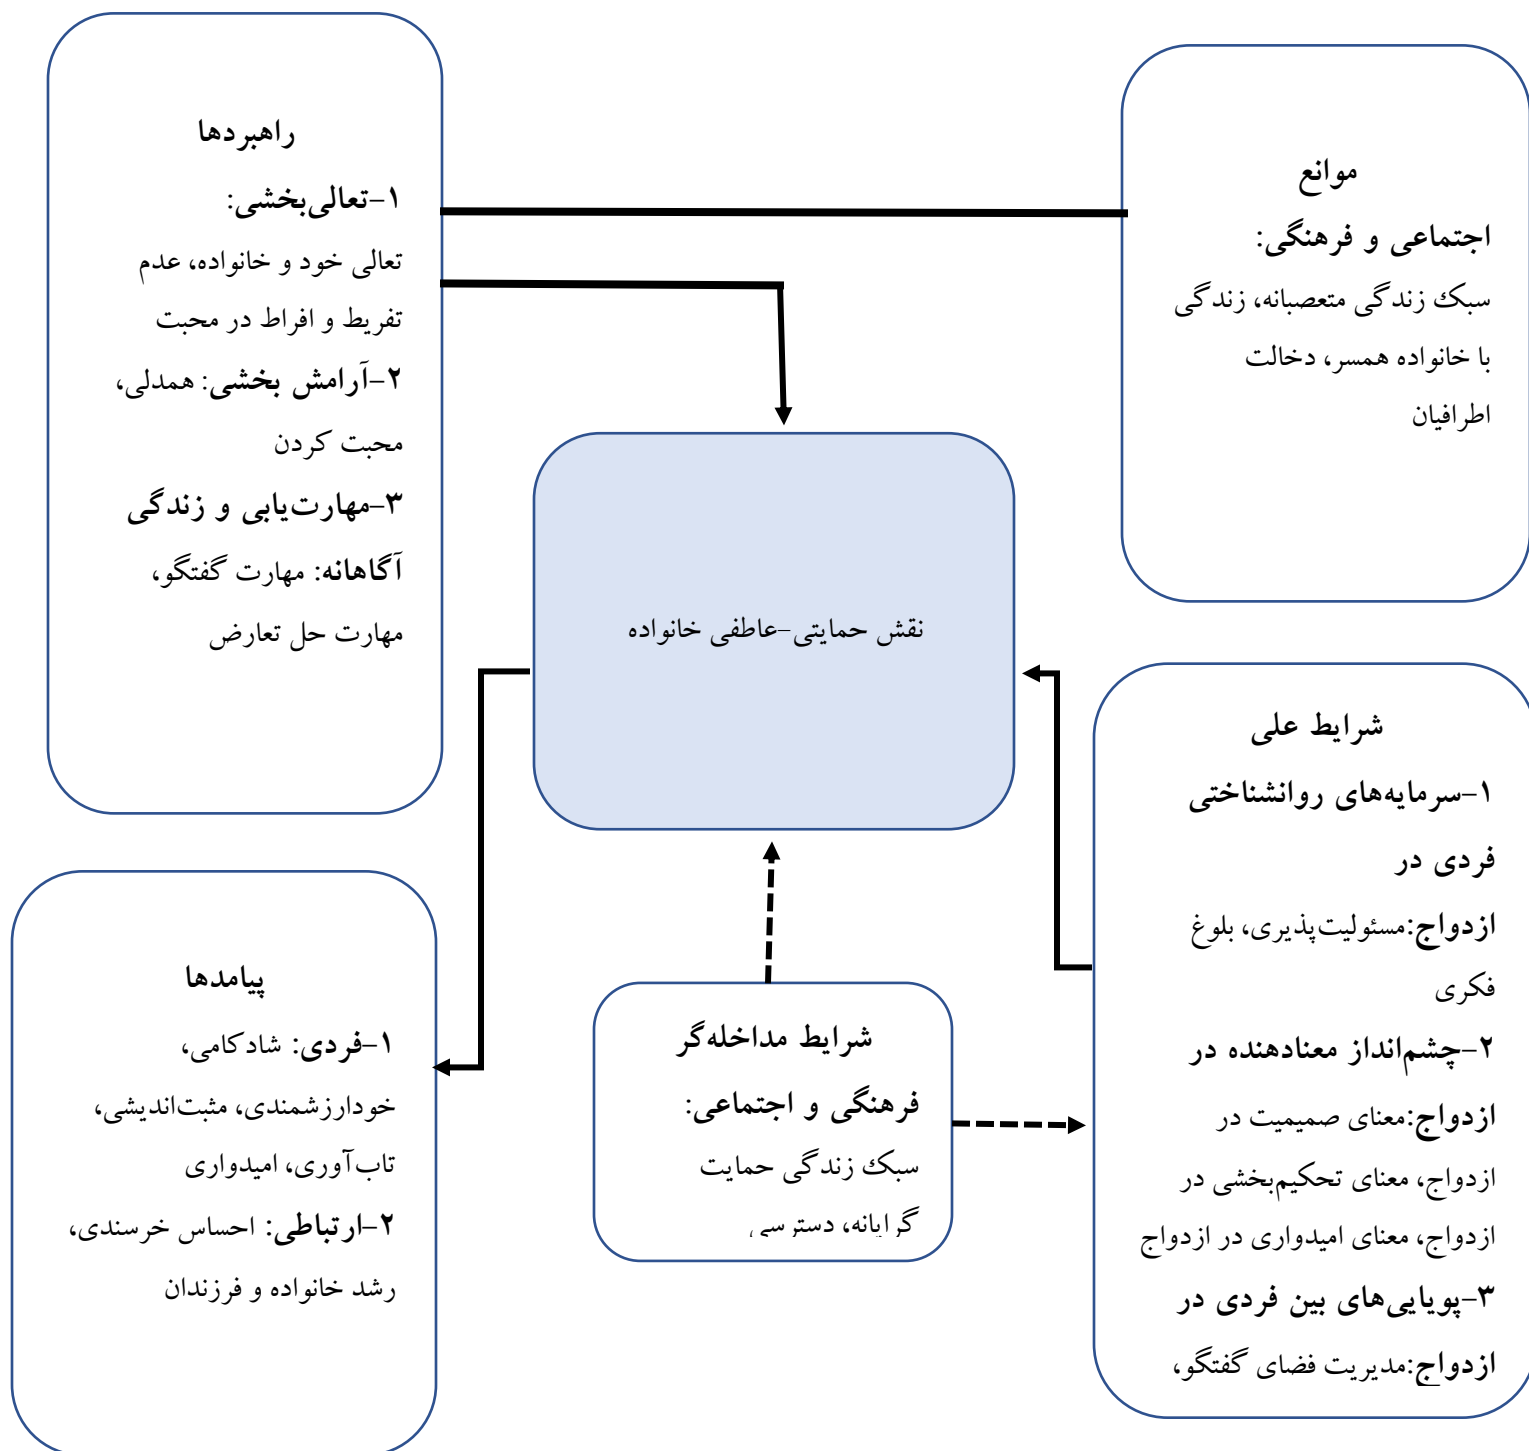 راهبردها
۱-تعالی‌بخشی:
تعالی خود و خانواده، عدم
تفریط و افراط در محبت
۲-آرامش بخشی: همدلی،
محبت کردن
۳-مهارت‌یابی و زندگی
آگاهانه: مهارت گفتگو،
مهارت حل تعارض
موانع
اجتماعی و فرهنگی:
سبک زندگی متعصبانه، زندگی
با خانواده همسر، دخالت
اطرافیان
نقش حمایتی-عاطفی خانواده
شرایط علی
۱-سرمایه‌های روانشناختی
فردی در
ازدواج:مسئولیت‌پذیری، بلوغ
فکری
۲-چشم‌انداز معنادهنده در
ازدواج:معنای صمیمیت در
ازدواج، معنای تحکیم‌بخشی در
ازدواج، معنای امیدواری در ازدواج
۳-پویایی‌های بین فردی در
ازدواج:مدیریت فضای گفتگو،
شرایط مداخله‌گر
فرهنگی و اجتماعی:
سبک زندگی حمایت
گرایانه، دسترسی
پیامدها
۱-فردی: شادکامی،
خودارزشمندی، مثبت‌اندیشی،
تاب‌آوری، امیدواری
۲-ارتباطی: احساس خرسندی،
رشد خانواده و فرزندان